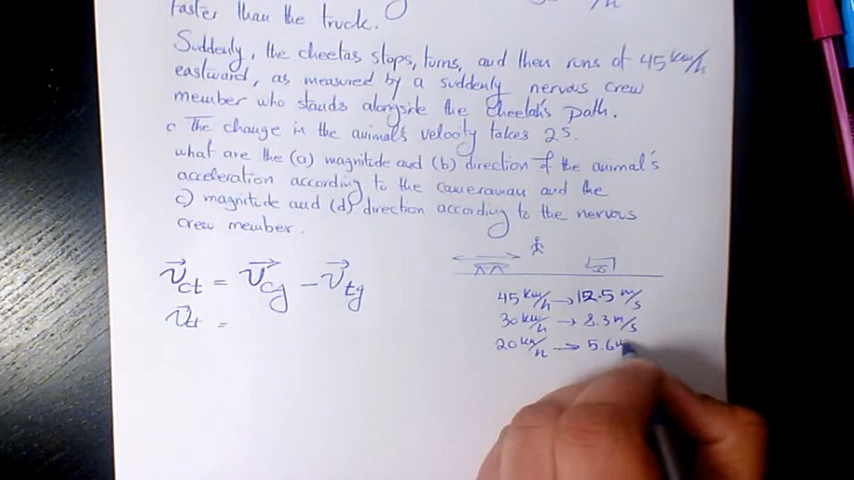 faster than the truck.
Suddenly, the cheetas stops, turns, and then runs at 45 km/h
eastward, as measured by a suddenly nervous crew
member who stands alongside the cheetah's path.
c The change in the animal's velocity takes 2s.
what are the (a) magnitude and (b) direction of the animal's
acceleration according to the cameraman and the
c) magnitude and (d) direction according to the nervous
crew member.
v⃗ct = v⃗cg - v⃗tg
v⃗ct =
45 km/h → 12.5 m/s
30 km/h → 8.3 m/s
20 km/h → 5.6